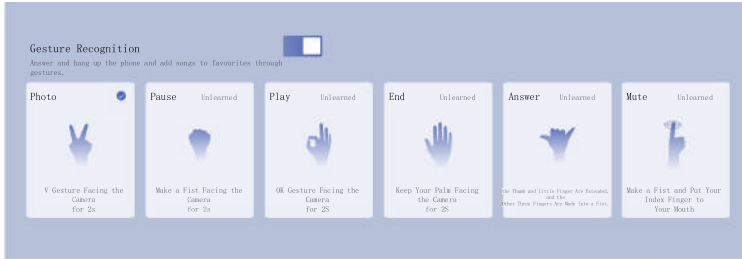 Gesture Recognition
Answer and hang up the phone and add songs to favourites through
gestures.
Photo
V Gesture Facing the
Camera
for 2s
Pause Unlearned
Make a Fist Facing the
Camera
for 2s
Play Unlearned
OK Gesture Facing the
Camera
for 2S
End Unlearned
Keep Your Palm Facing
the Camera
for 2S
Answer Unlearned
the Thumb and Little Finger Are Extended,
and the
Other Three Fingers Are Made Into a Fist,
Mute Unlearned
Make a Fist and Put Your
Index Finger to
Your Mouth